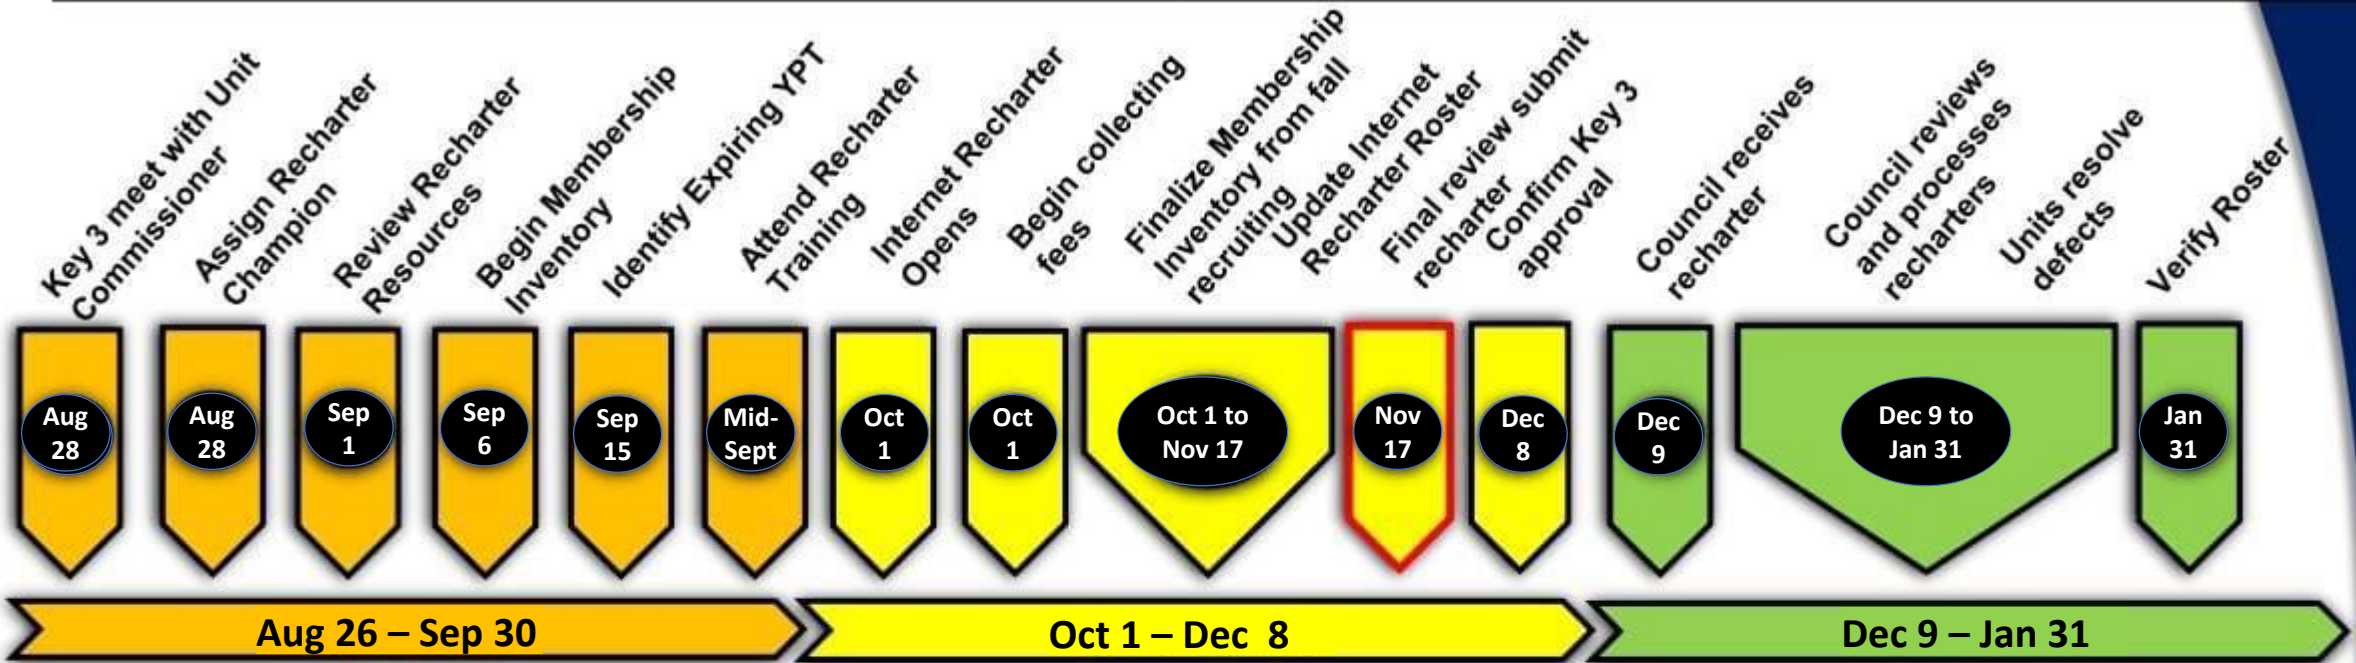 Key 3 meet with Unit
Commissioner
Assign Recharter
Champion
Review Recharter
Resources
Begin Membership
Inventory
Identify Expiring YPT
Attend Recharter
Training
Internet Recharter
Opens
Begin collecting
fees
Finalize Membership
Inventory from fall
recruiting
Update Internet
Recharter Roster
Final review submit
recharter
Confirm Key 3
approval
Council receives
recharter
Council reviews
and processes
recharters
Units resolve
defects
Verify Roster
Aug
28
Aug
28
Sep
1
Sep
6
Sep
15
Mid-
Sept
Oct
1
Oct
1
Oct 1 to
Nov 17
Nov
17
Dec
8
Dec
9
Dec 9 to
Jan 31
Jan
31
Aug 26 – Sep 30
Oct 1 – Dec 8
Dec 9 – Jan 31